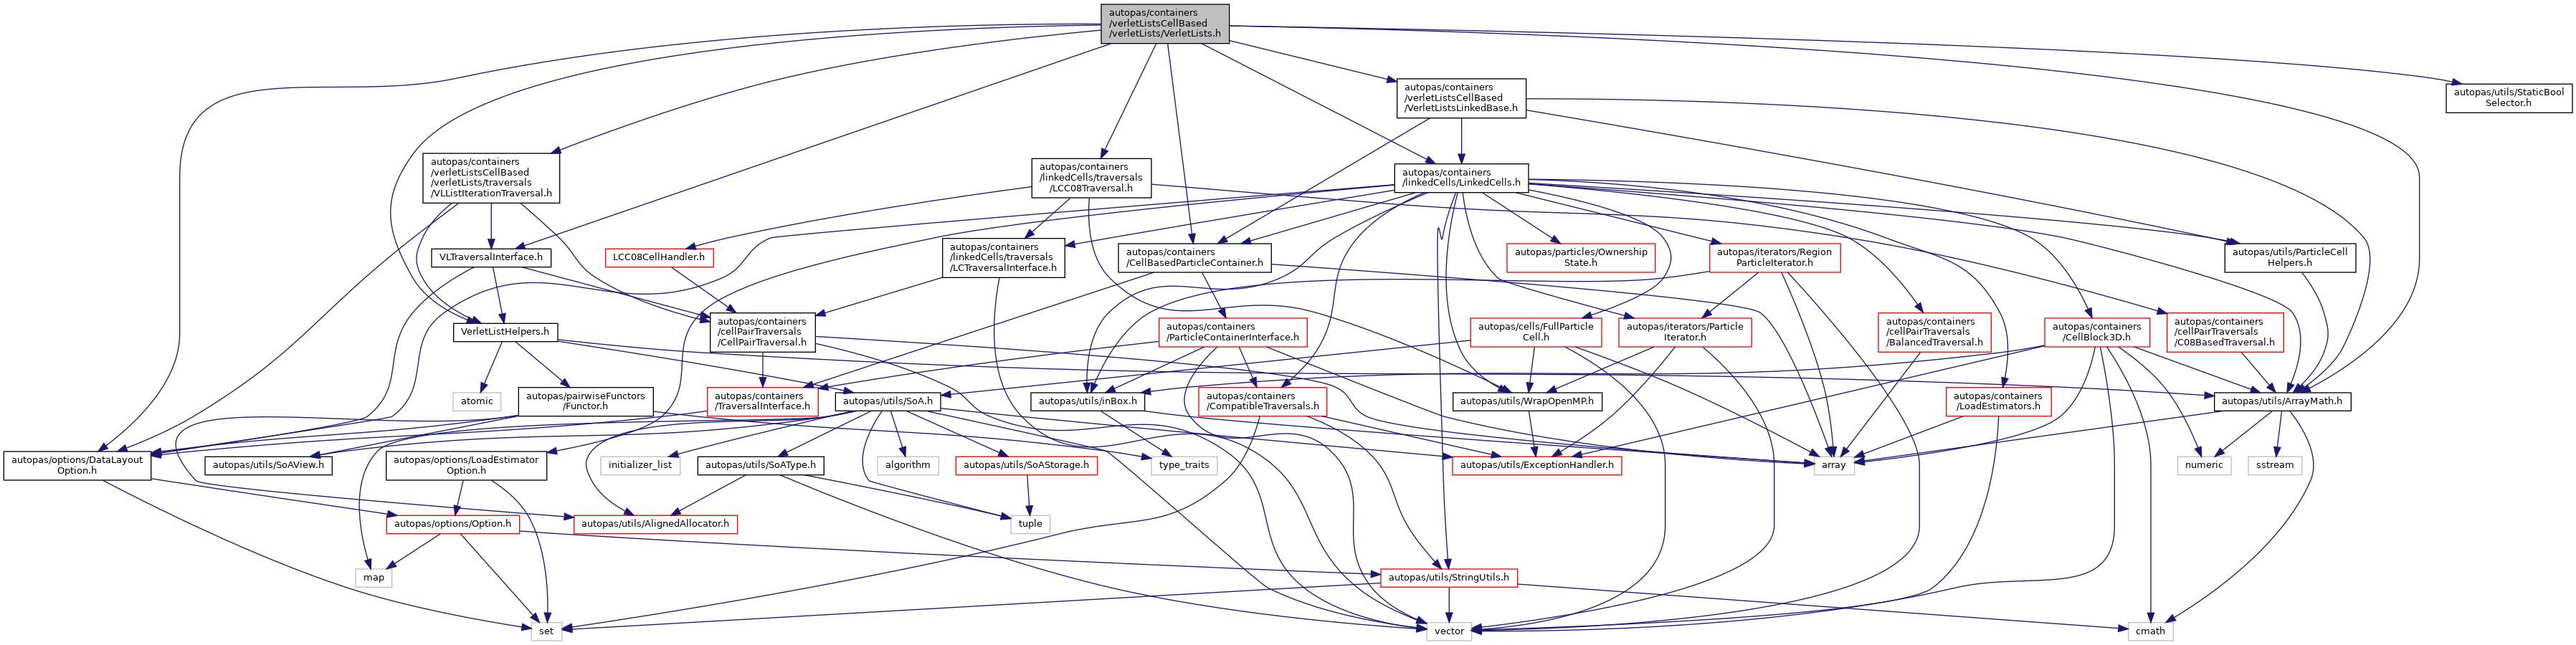 autopas/containers
/verletListsCellBased
/verletLists/VerletLists.h
autopas/containers
/verletListsCellBased
/VerletListsLinkedBase.h
autopas/utils/StaticBool
Selector.h
autopas/containers
/verletListsCellBased
/verletLists/traversals
/VLListIterationTraversal.h
autopas/containers
/linkedCells/traversals
/LCC08Traversal.h
autopas/containers
/linkedCells/LinkedCells.h
VLTraversalInterface.h
LCC08CellHandler.h
autopas/containers
/linkedCells/traversals
/LCTraversalInterface.h
autopas/containers
/CellBasedParticleContainer.h
autopas/particles/Ownership
State.h
autopas/iterators/Region
ParticleIterator.h
autopas/utils/ParticleCell
Helpers.h
VerletListHelpers.h
autopas/containers
/cellPairTraversals
/CellPairTraversal.h
autopas/containers
/ParticleContainerInterface.h
autopas/cells/FullParticle
Cell.h
autopas/iterators/Particle
Iterator.h
autopas/containers
/cellPairTraversals
/BalancedTraversal.h
autopas/containers
/CellBlock3D.h
autopas/containers
/cellPairTraversals
/C08BasedTraversal.h
atomic
autopas/pairwiseFunctors
/Functor.h
autopas/containers
/TraversalInterface.h
autopas/utils/SoA.h
autopas/utils/inBox.h
autopas/containers
/CompatibleTraversals.h
autopas/utils/WrapOpenMP.h
autopas/containers
/LoadEstimators.h
autopas/utils/ArrayMath.h
autopas/options/DataLayout
Option.h
autopas/utils/SoAView.h
autopas/options/LoadEstimator
Option.h
initializer_list
autopas/utils/SoAType.h
algorithm
autopas/utils/SoAStorage.h
type_traits
autopas/utils/ExceptionHandler.h
array
numeric
sstream
autopas/options/Option.h
autopas/utils/AlignedAllocator.h
tuple
map
autopas/utils/StringUtils.h
set
vector
cmath